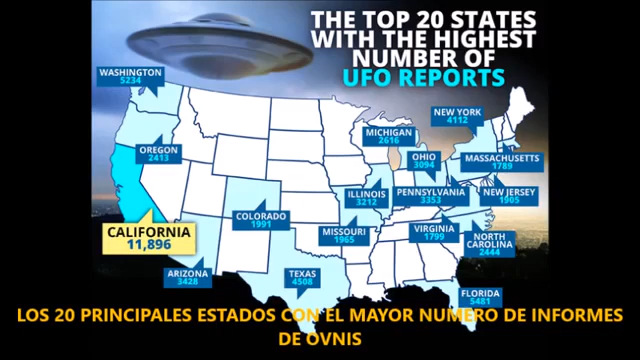 THE TOP 20 STATES
WITH THE HIGHEST
NUMBER OF
UFO REPORTS
WASHINGTON
5234
NEW YORK
4112
MICHIGAN
2616
OREGON
2413
OHIO
3094
MASSACHUSETTS
1789
ILLINOIS
3212
PENNSYLVANIA
3353
NEW JERSEY
1905
COLORADO
1991
CALIFORNIA
11,896
MISSOURI
1965
VIRGINIA
1799
NORTH
CAROLINA
2444
ARIZONA
3428
TEXAS
4508
FLORIDA
5481
LOS 20 PRINCIPALES ESTADOS CON EL MAYOR NUMERO DE INFORMES
DE OVNIS